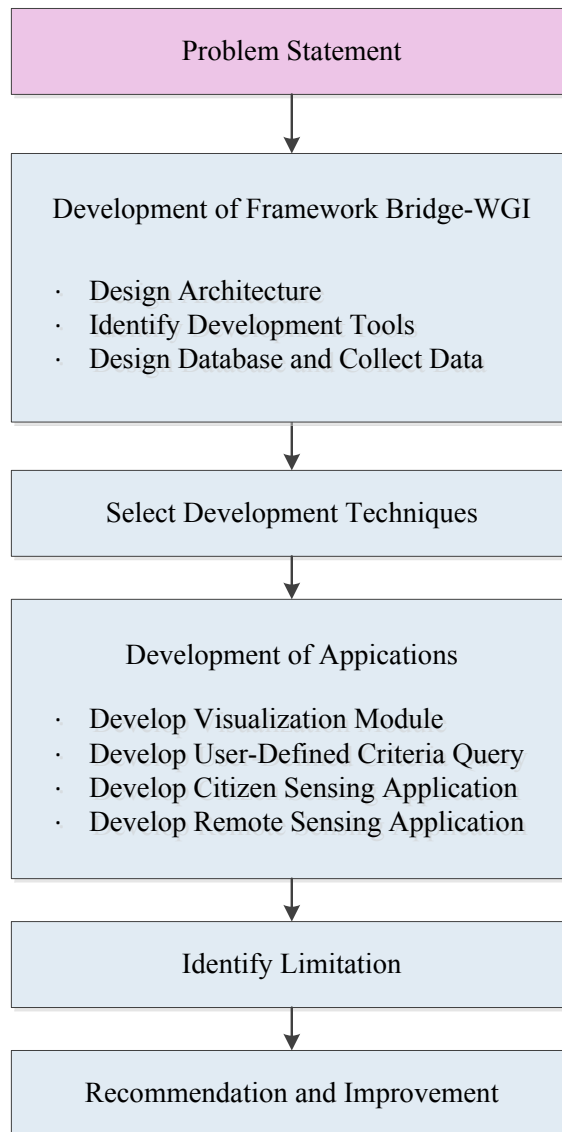 Problem Statement
Development of Framework Bridge-WGI
· Design Architecture
· Identify Development Tools
· Design Database and Collect Data
Select Development Techniques
Development of Appications
· Develop Visualization Module
· Develop User-Defined Criteria Query
· Develop Citizen Sensing Application
· Develop Remote Sensing Application
Identify Limitation
Recommendation and Improvement